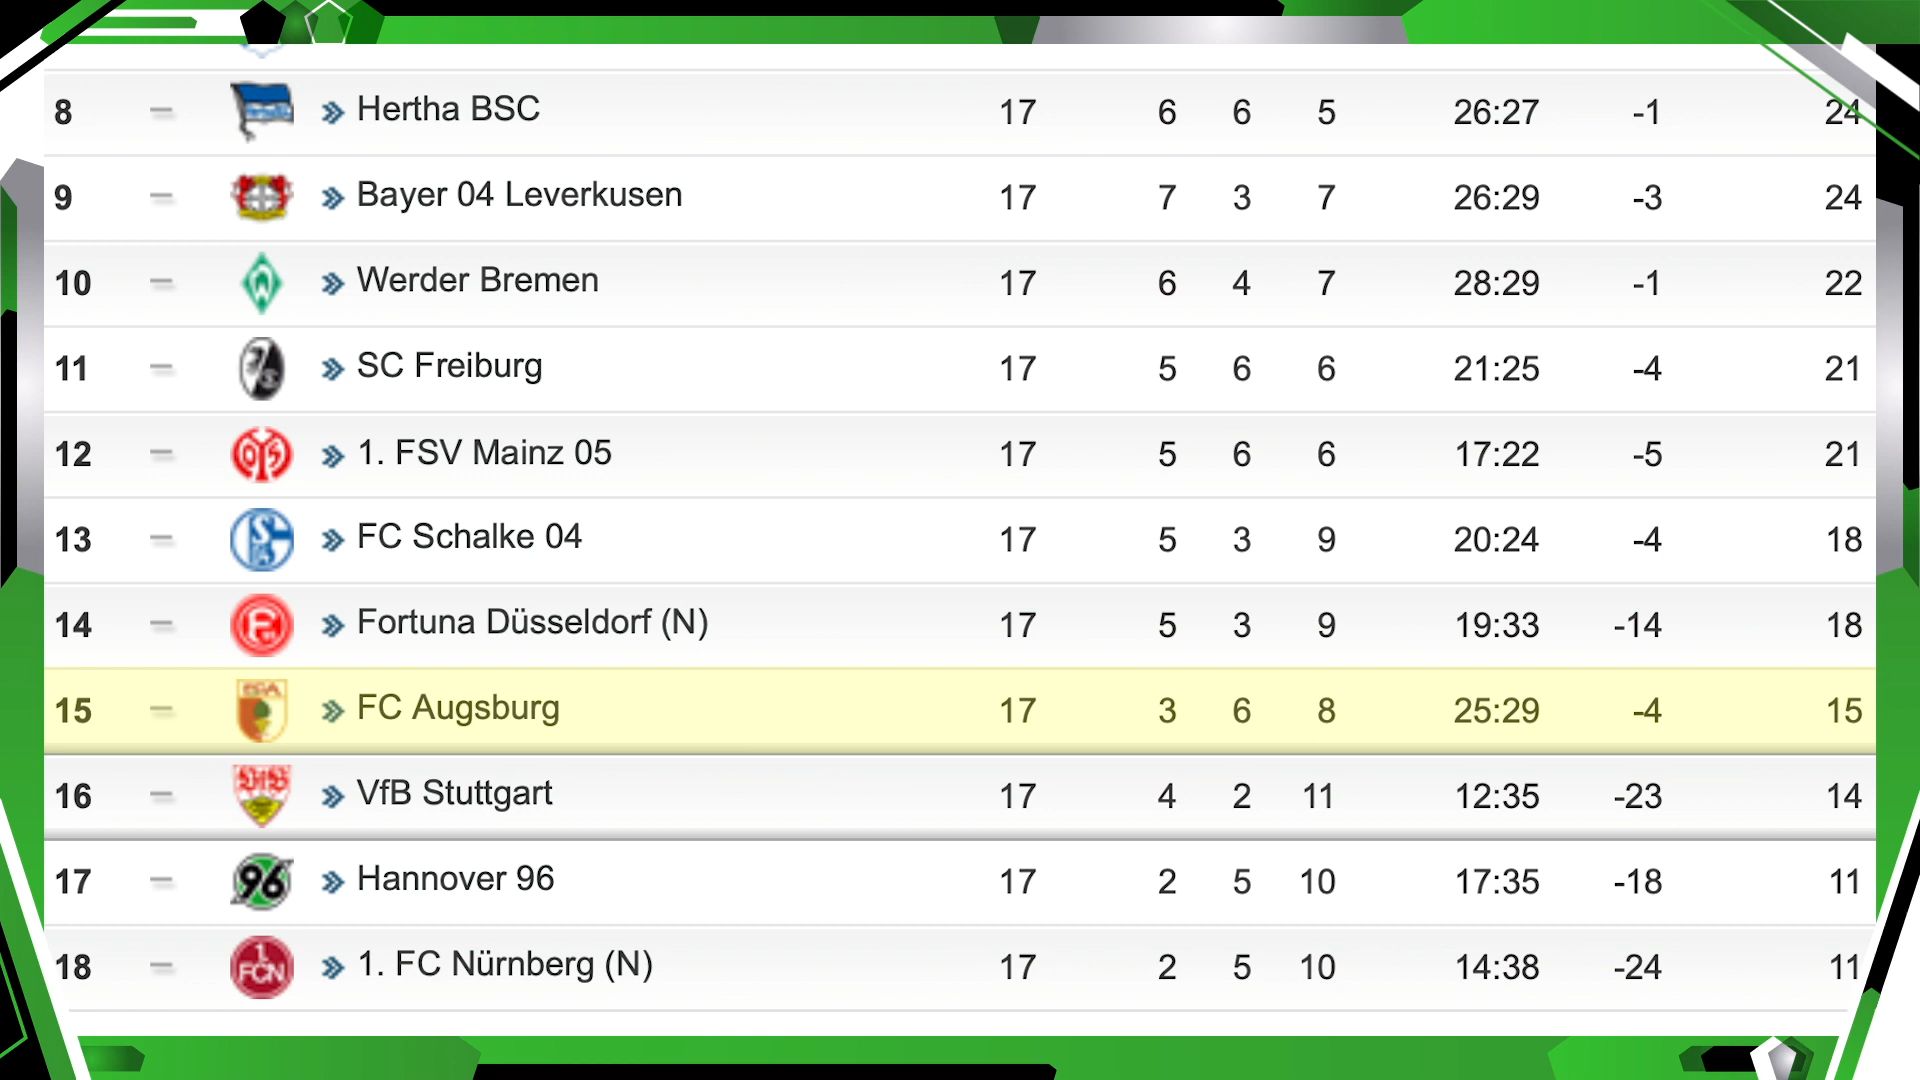 8 Hertha BSC 17 6 6 5 26:27 -1 24
9 Bayer 04 Leverkusen 17 7 3 7 26:29 -3 24
10 Werder Bremen 17 6 4 7 28:29 -1 22
11 SC Freiburg 17 5 6 6 21:25 -4 21
12 1. FSV Mainz 05 17 5 6 6 17:22 -5 21
13 FC Schalke 04 17 5 3 9 20:24 -4 18
14 Fortuna Düsseldorf (N) 17 5 3 9 19:33 -14 18
15 FC Augsburg 17 3 6 8 25:29 -4 15
16 VfB Stuttgart 17 4 2 11 12:35 -23 14
17 96 Hannover 96 17 2 5 10 17:35 -18 11
18 1. FCN 1. FC Nürnberg (N) 17 2 5 10 14:38 -24 11